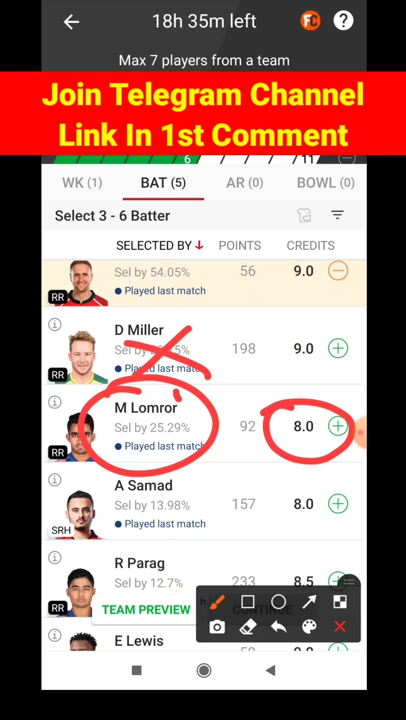 18h 35m left
FC
?
Max 7 players from a team
Join Telegram Channel
Link In 1st Comment
6
11
WK (1) BAT (5) AR (0) BOWL (0)
Select 3 - 6 Batter
SELECTED BY POINTS CREDITS
Sel by 54.05% 56 9.0
RR
Played last match
D Miller
Sel by 198 9.0
Played last match
RR
M Lomror
Sel by 25.29% 92 8.0
Played last match
RR
A Samad
Sel by 13.98% 157 8.0
Played last match
SRH
R Parag
Sel by 12.7% 233 8.5
RR
TEAM PREVIEW
CONTINUE
E Lewis